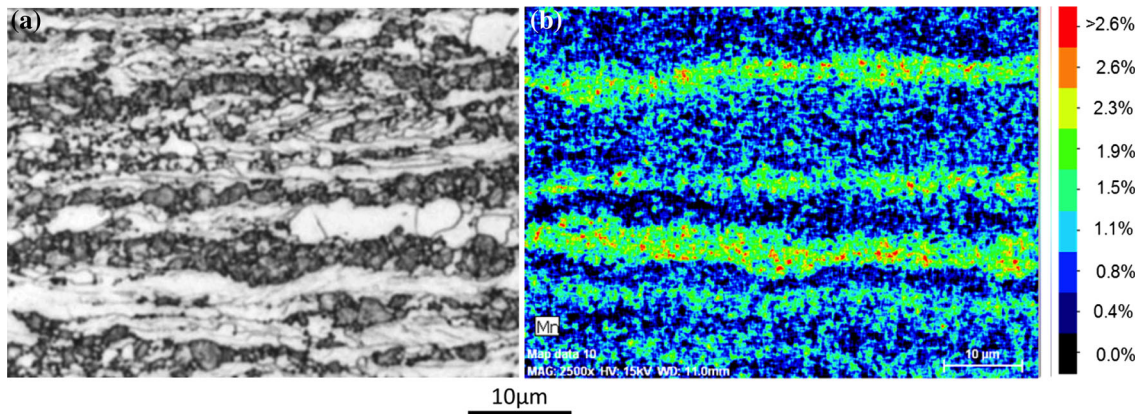 (a)
(b)
Mn
Map data 10
MAG: 2500x HV: 15kV WD: 11.0mm
10 µm
>2.6%
2.6%
2.3%
1.9%
1.5%
1.1%
0.8%
0.4%
0.0%
10µm